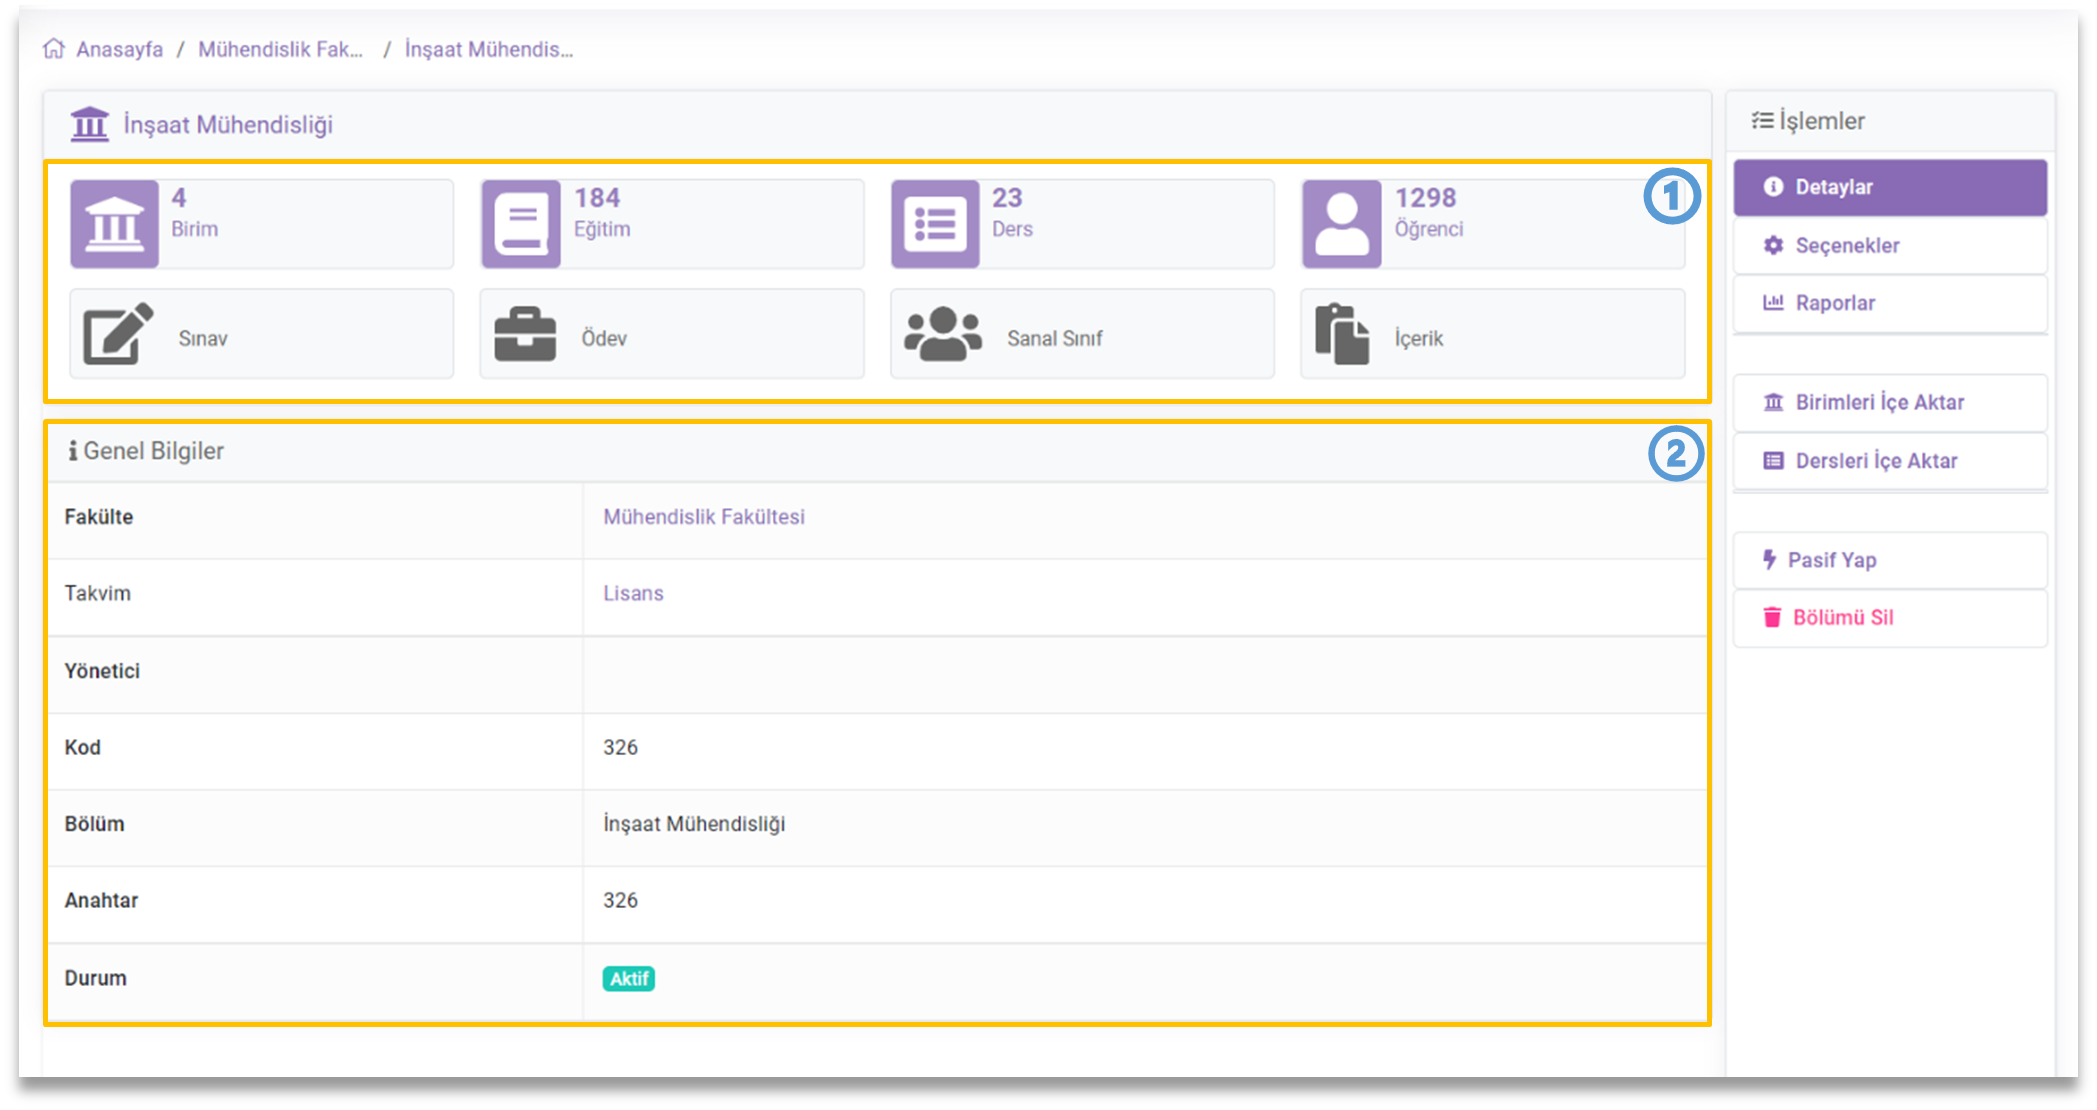 Anasayfa / Mühendislik Fak... / İnşaat Mühendis...
İnşaat Mühendisliği
1
4
Birim
184
Eğitim
23
Ders
1298
Öğrenci
Sınav
Ödev
Sanal Sınıf
İçerik
Genel Bilgiler
2
Fakülte Mühendislik Fakültesi
Takvim Lisans
Yönetici
Kod 326
Bölüm İnşaat Mühendisliği
Anahtar 326
Durum Aktif
İşlemler
Detaylar
Seçenekler
Raporlar
Birimleri İçe Aktar
Dersleri İçe Aktar
Pasif Yap
Bölümü Sil